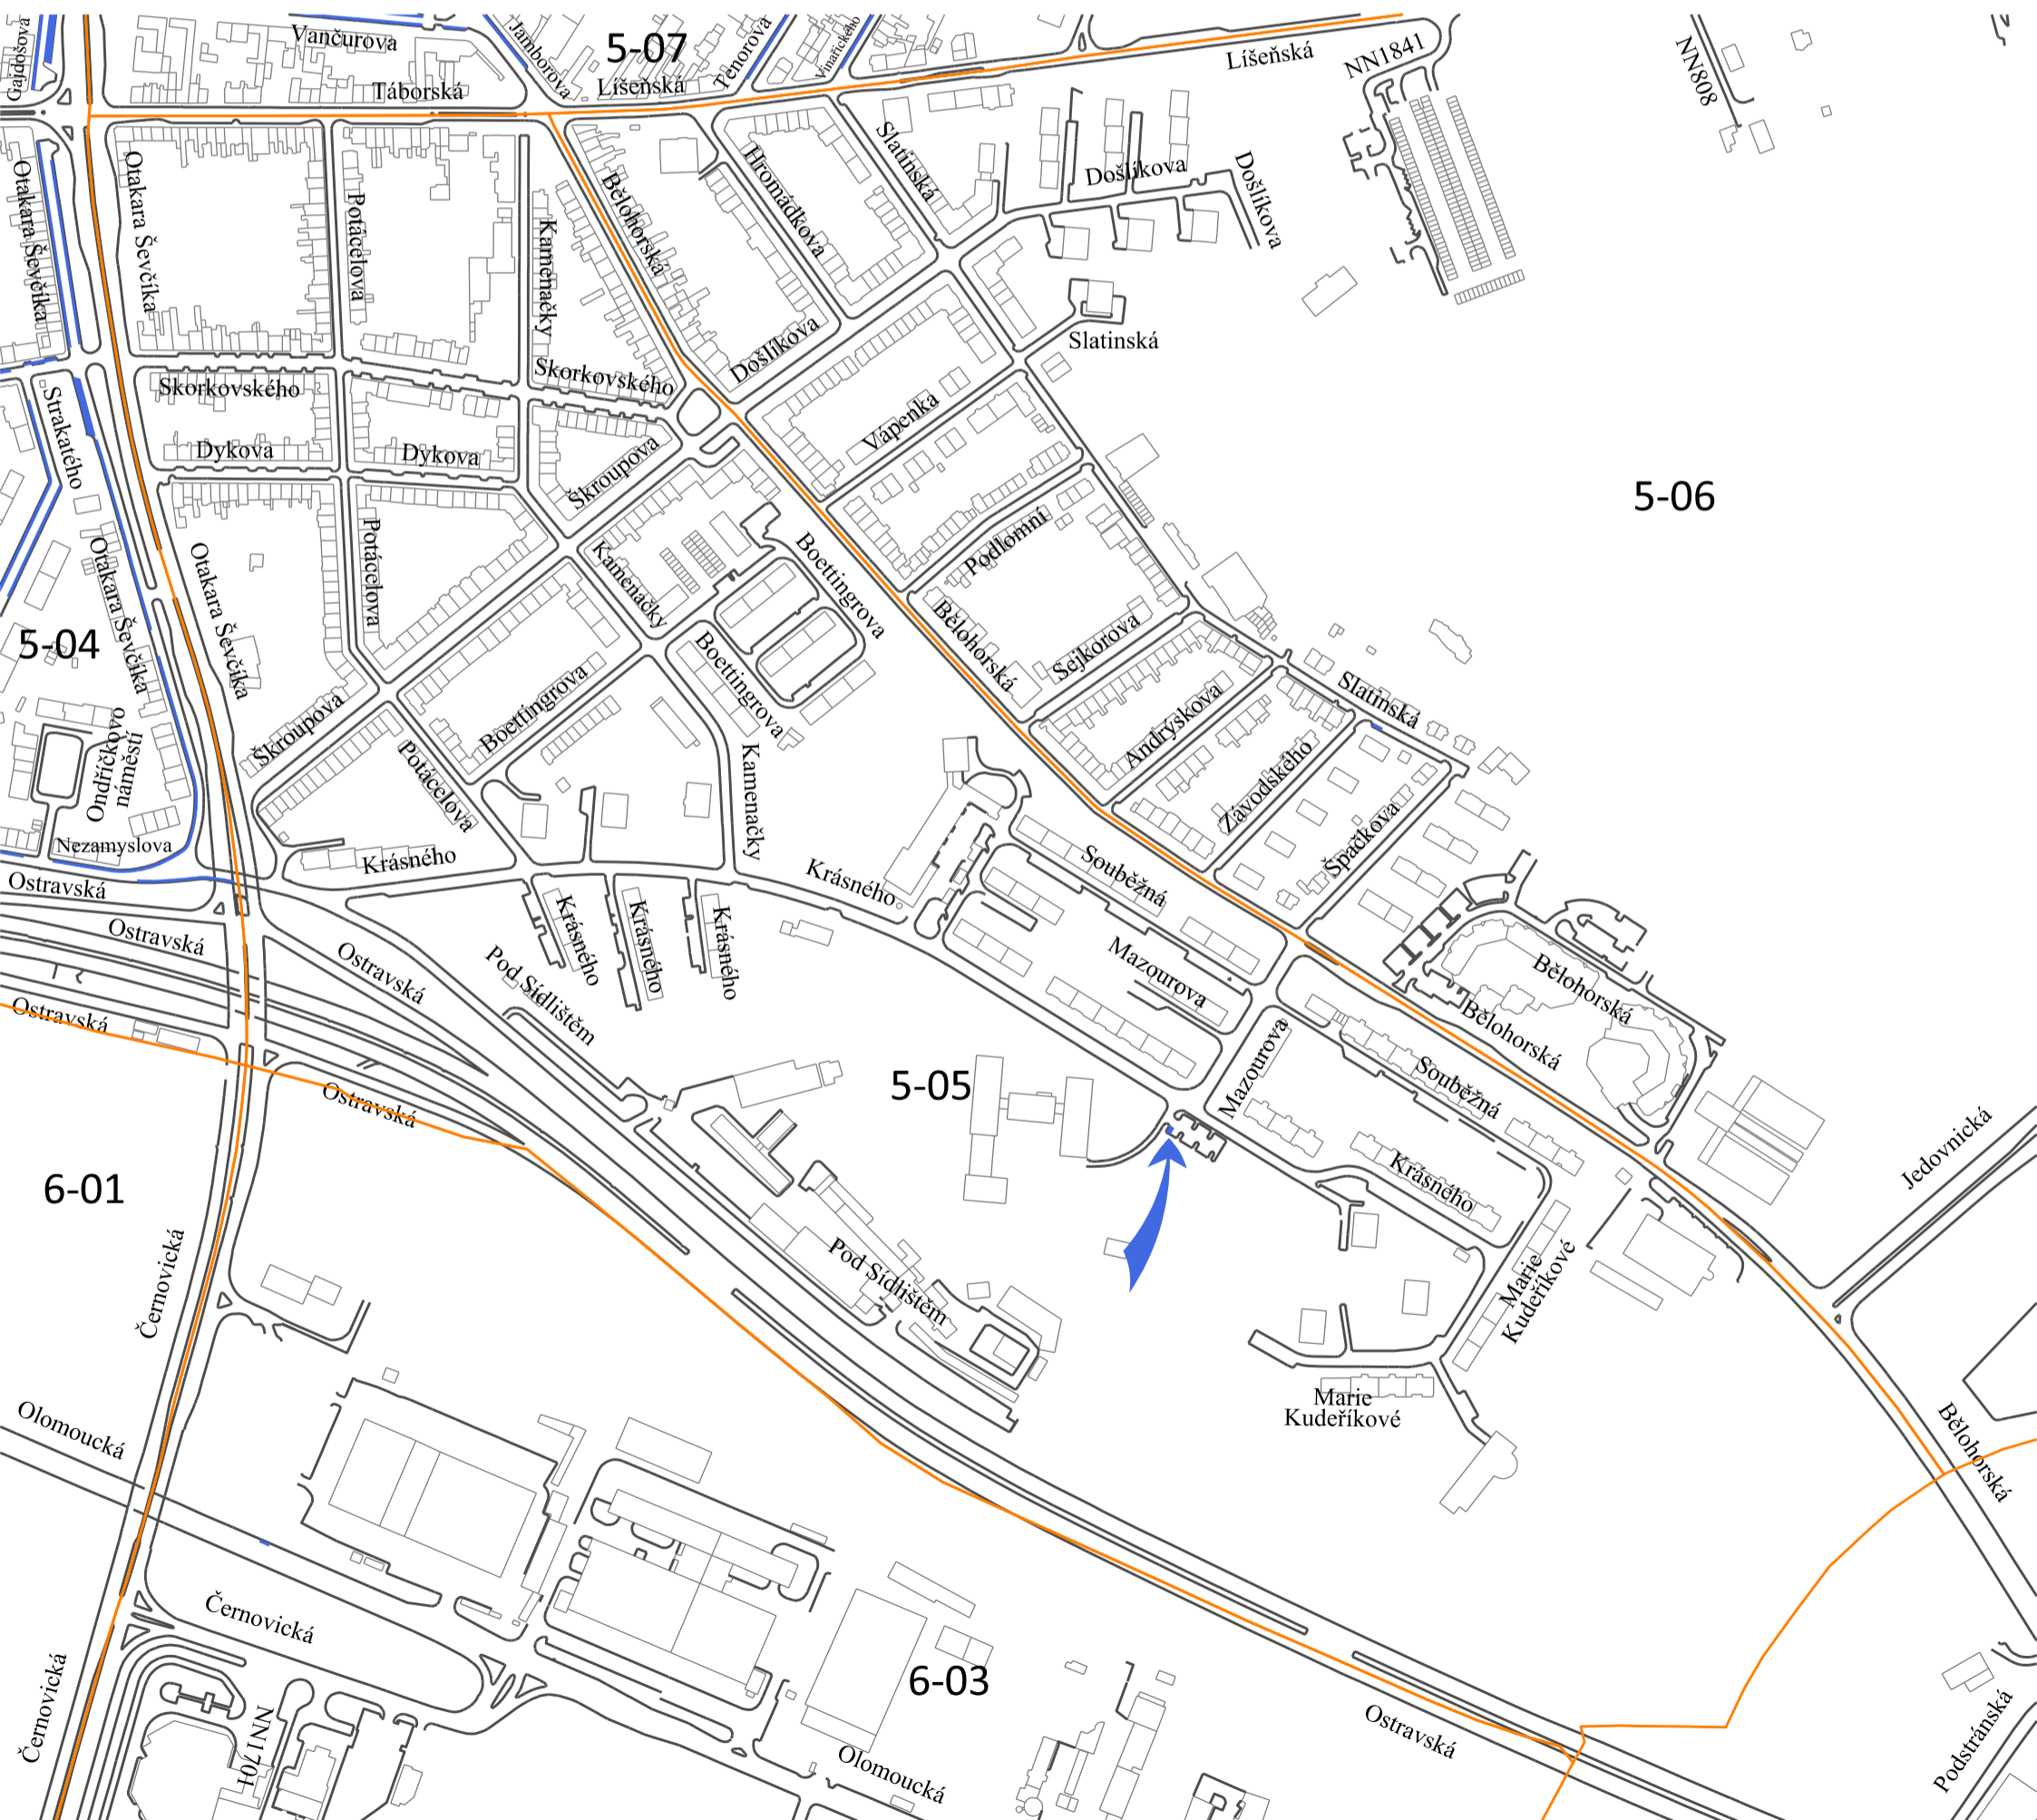 Gajdošova
Vančurova
Jamborova
5-07
Tenorova
Vinařického
Líšeňská
NN1841
NN808
Táborská
Líšeňská
Otakara Ševčíka
Otakara Ševčíka
Potácelova
Kamenačky
Bělohorská
Hromádkova
Slatinská
Došlíkova
Došlíkova
Slatinská
Došlíkova
Skorkovského
Skorkovského
Strakatého
Dykova
Dykova
Škroupova
Vápenka
5-06
Otakara Ševčíka
Otakara Ševčíka
Potácelova
Kamenačky
Boettingrova
Podlomní
Bělohorská
Šejkorova
5-04
Boettingrova
Boettingrova
Škroupova
Potácelova
Kamenačky
Andrýskova
Slatinská
Závodského
Špačkova
Ondříčkovo
náměstí
Nezamyslova
Ostravská
Krásného
Krásného
Souběžná
Krásného
Krásného
Krásného
Ostravská
Ostravská
Pod Sídlištěm
Mazourova
Bělohorská
Bělohorská
Ostravská
Ostravská
5-05
Mazourova
Souběžná
Jedovnická
6-01
Krásného
Pod Sídlištěm
Marie
Kudeříkové
Černovická
Marie
Kudeříkové
Olomoucká
Bělohorská
Černovická
Černovická
NN1701
6-03
Olomoucká
Ostravská
Podstránská